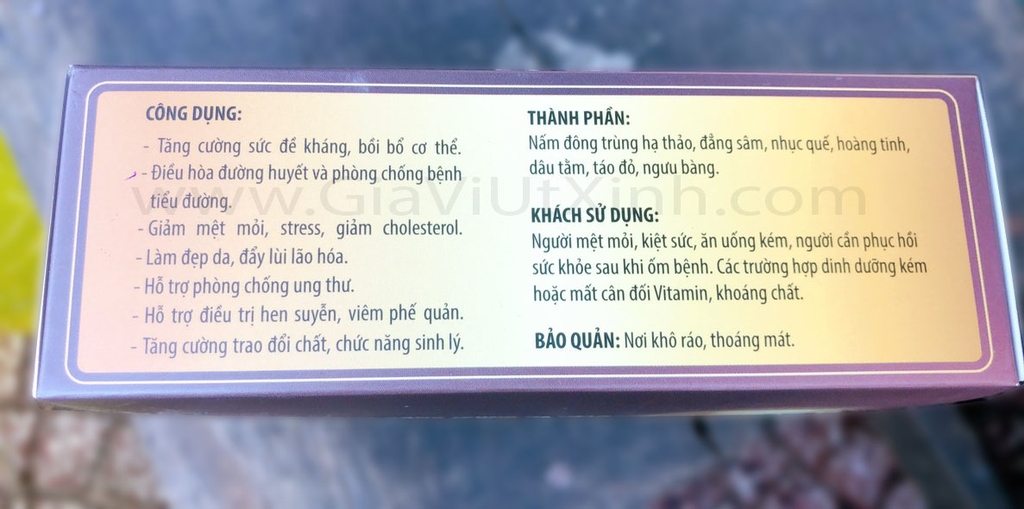 CÔNG DỤNG:
- Tăng cường sức đề kháng, bồi bổ cơ thể.
- Điều hòa đường huyết và phòng chống bệnh
tiểu đường.
- Giảm mệt mỏi, stress, giảm cholesterol.
- Làm đẹp da, đẩy lùi lão hóa.
- Hỗ trợ phòng chống ung thư.
- Hỗ trợ điều trị hen suyễn, viêm phế quản.
- Tăng cường trao đổi chất, chức năng sinh lý.
THÀNH PHẦN:
Nấm đông trùng hạ thảo, đẳng sâm, nhục quế, hoàng tinh,
dâu tằm, táo đỏ, ngưu bàng.
KHÁCH SỬ DỤNG:
Người mệt mỏi, kiệt sức, ăn uống kém, người cần phục hồi
sức khỏe sau khi ốm bệnh. Các trường hợp dinh dưỡng kém
hoặc mất cân đối Vitamin, khoáng chất.
BẢO QUẢN: Nơi khô ráo, thoáng mát.
www.GiaViUtXinh.com